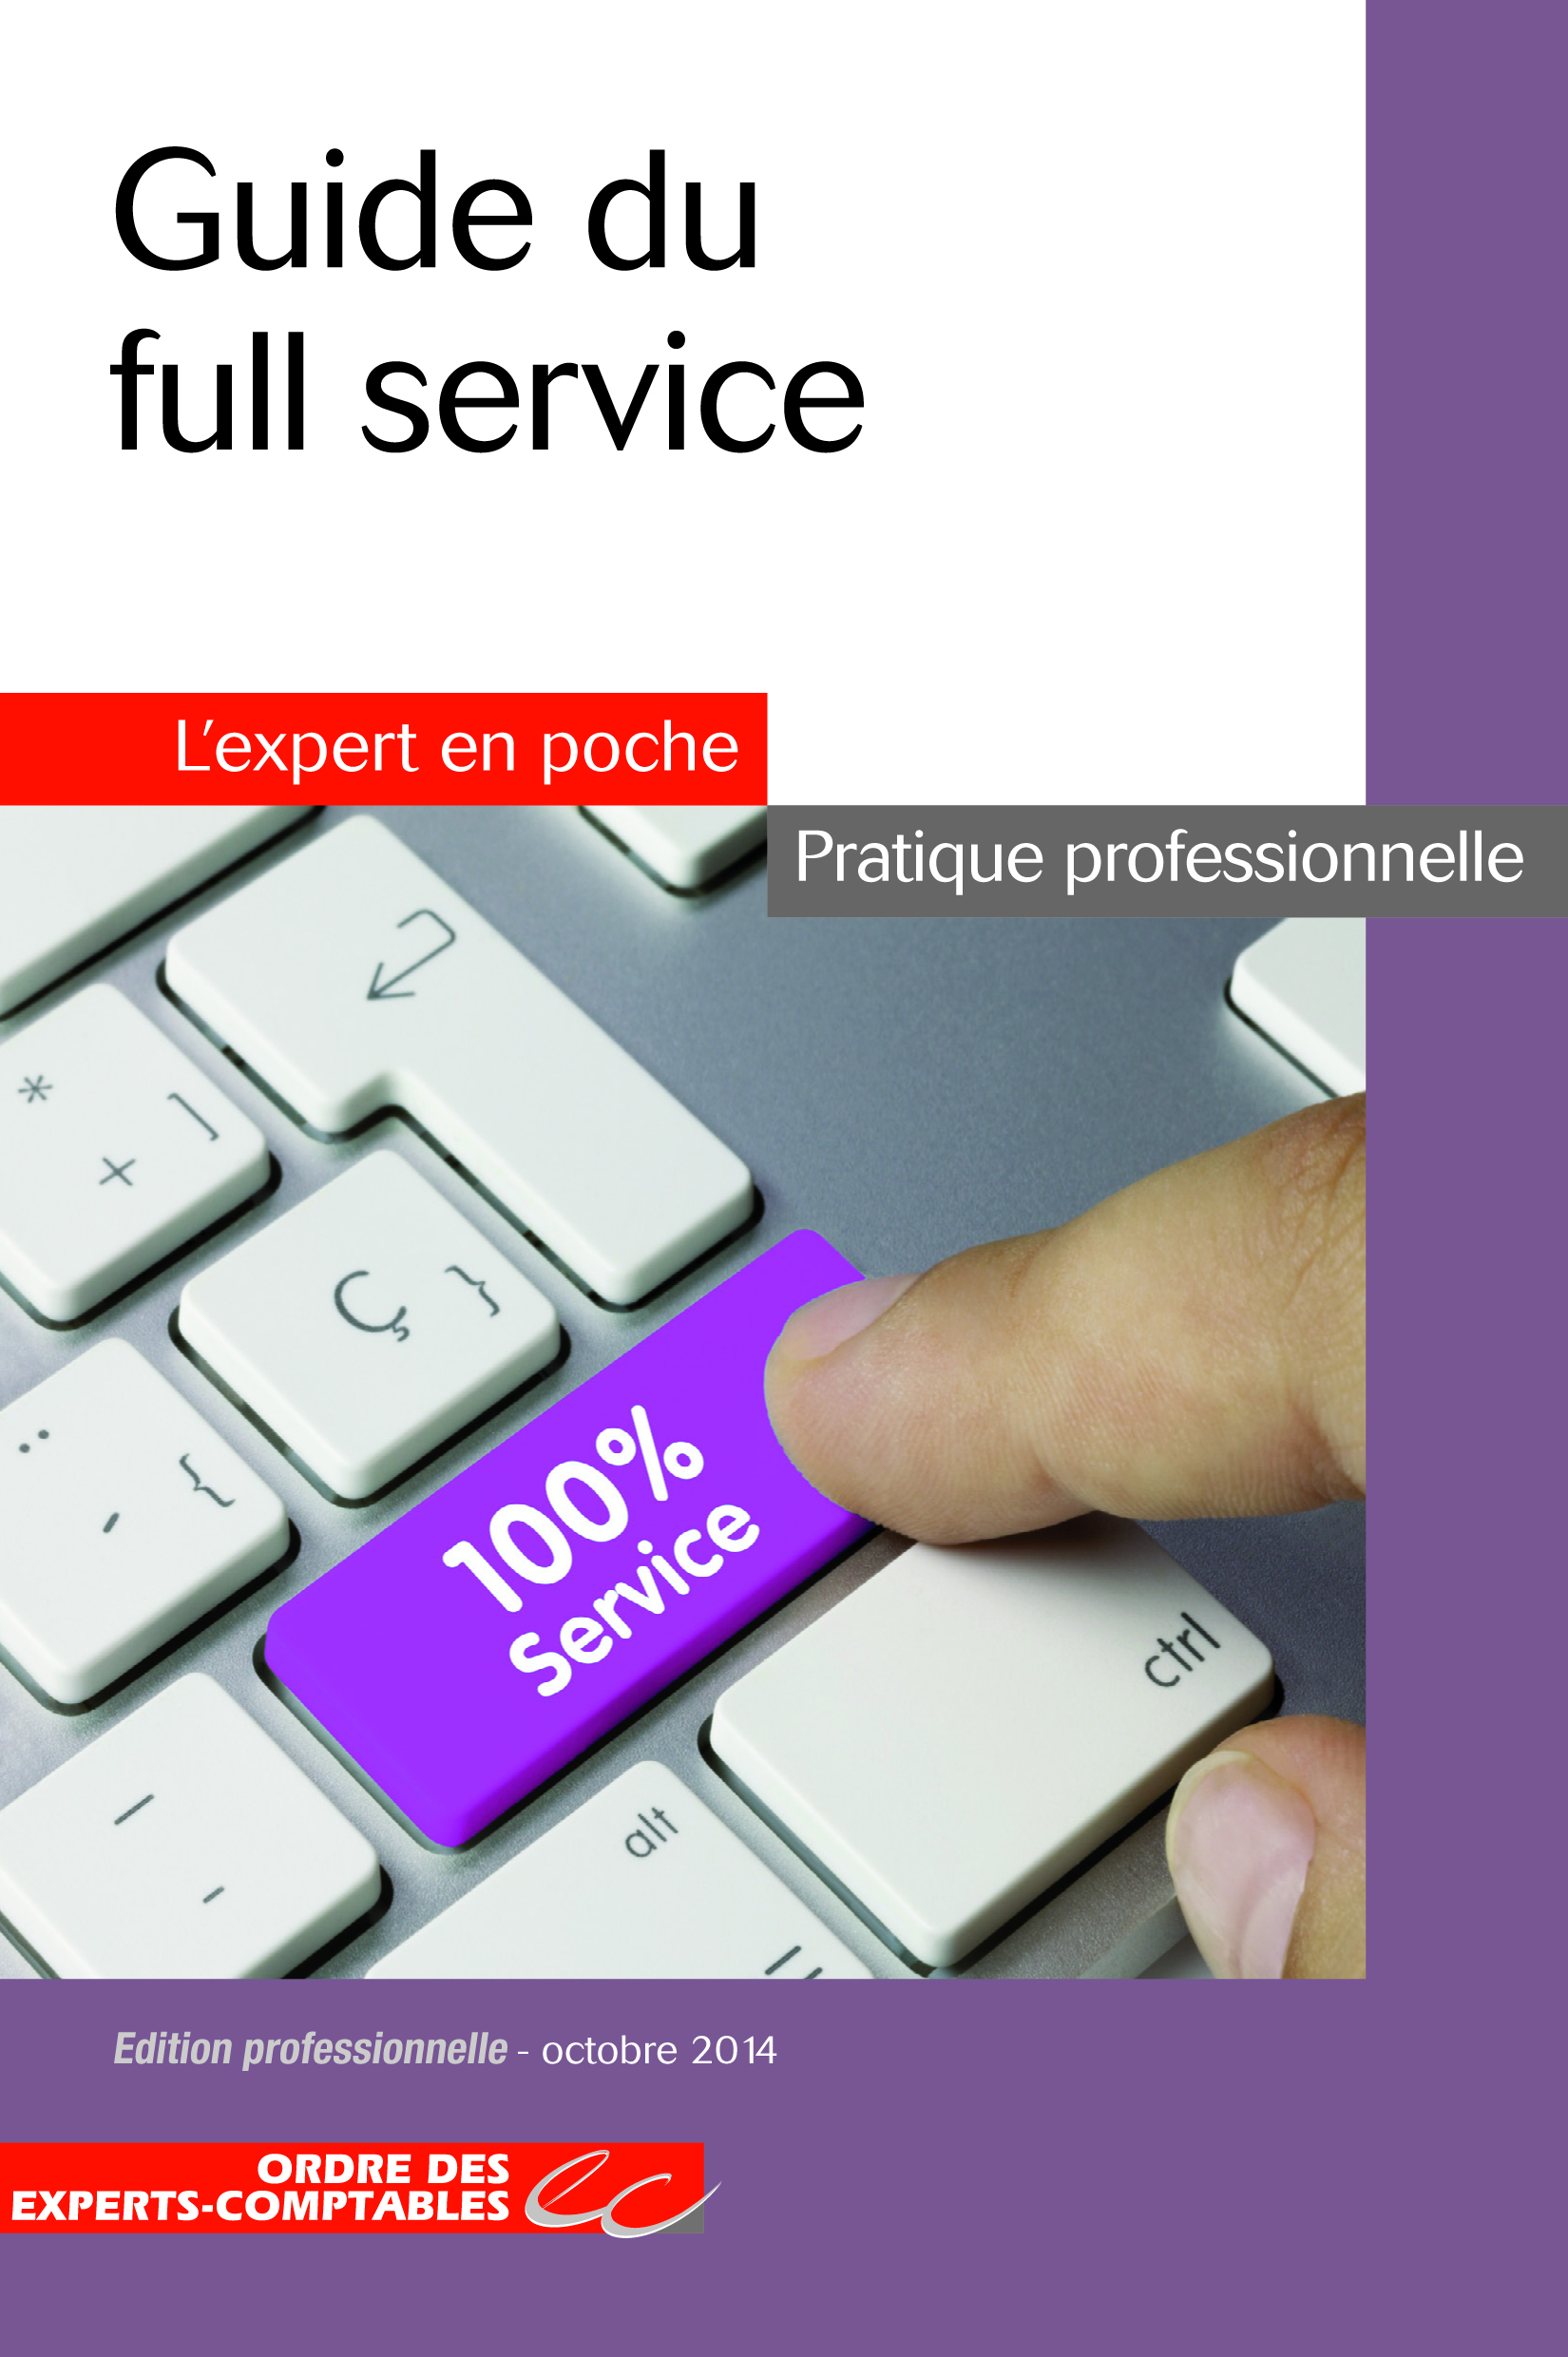 Guide du
full service
L'expert en poche
Pratique professionnelle
* ]
+
Ç }
¨ {
100%
service
ctrl
alt
Edition professionnelle - octobre 2014
ORDRE DES
EXPERTS-COMPTABLES
ec